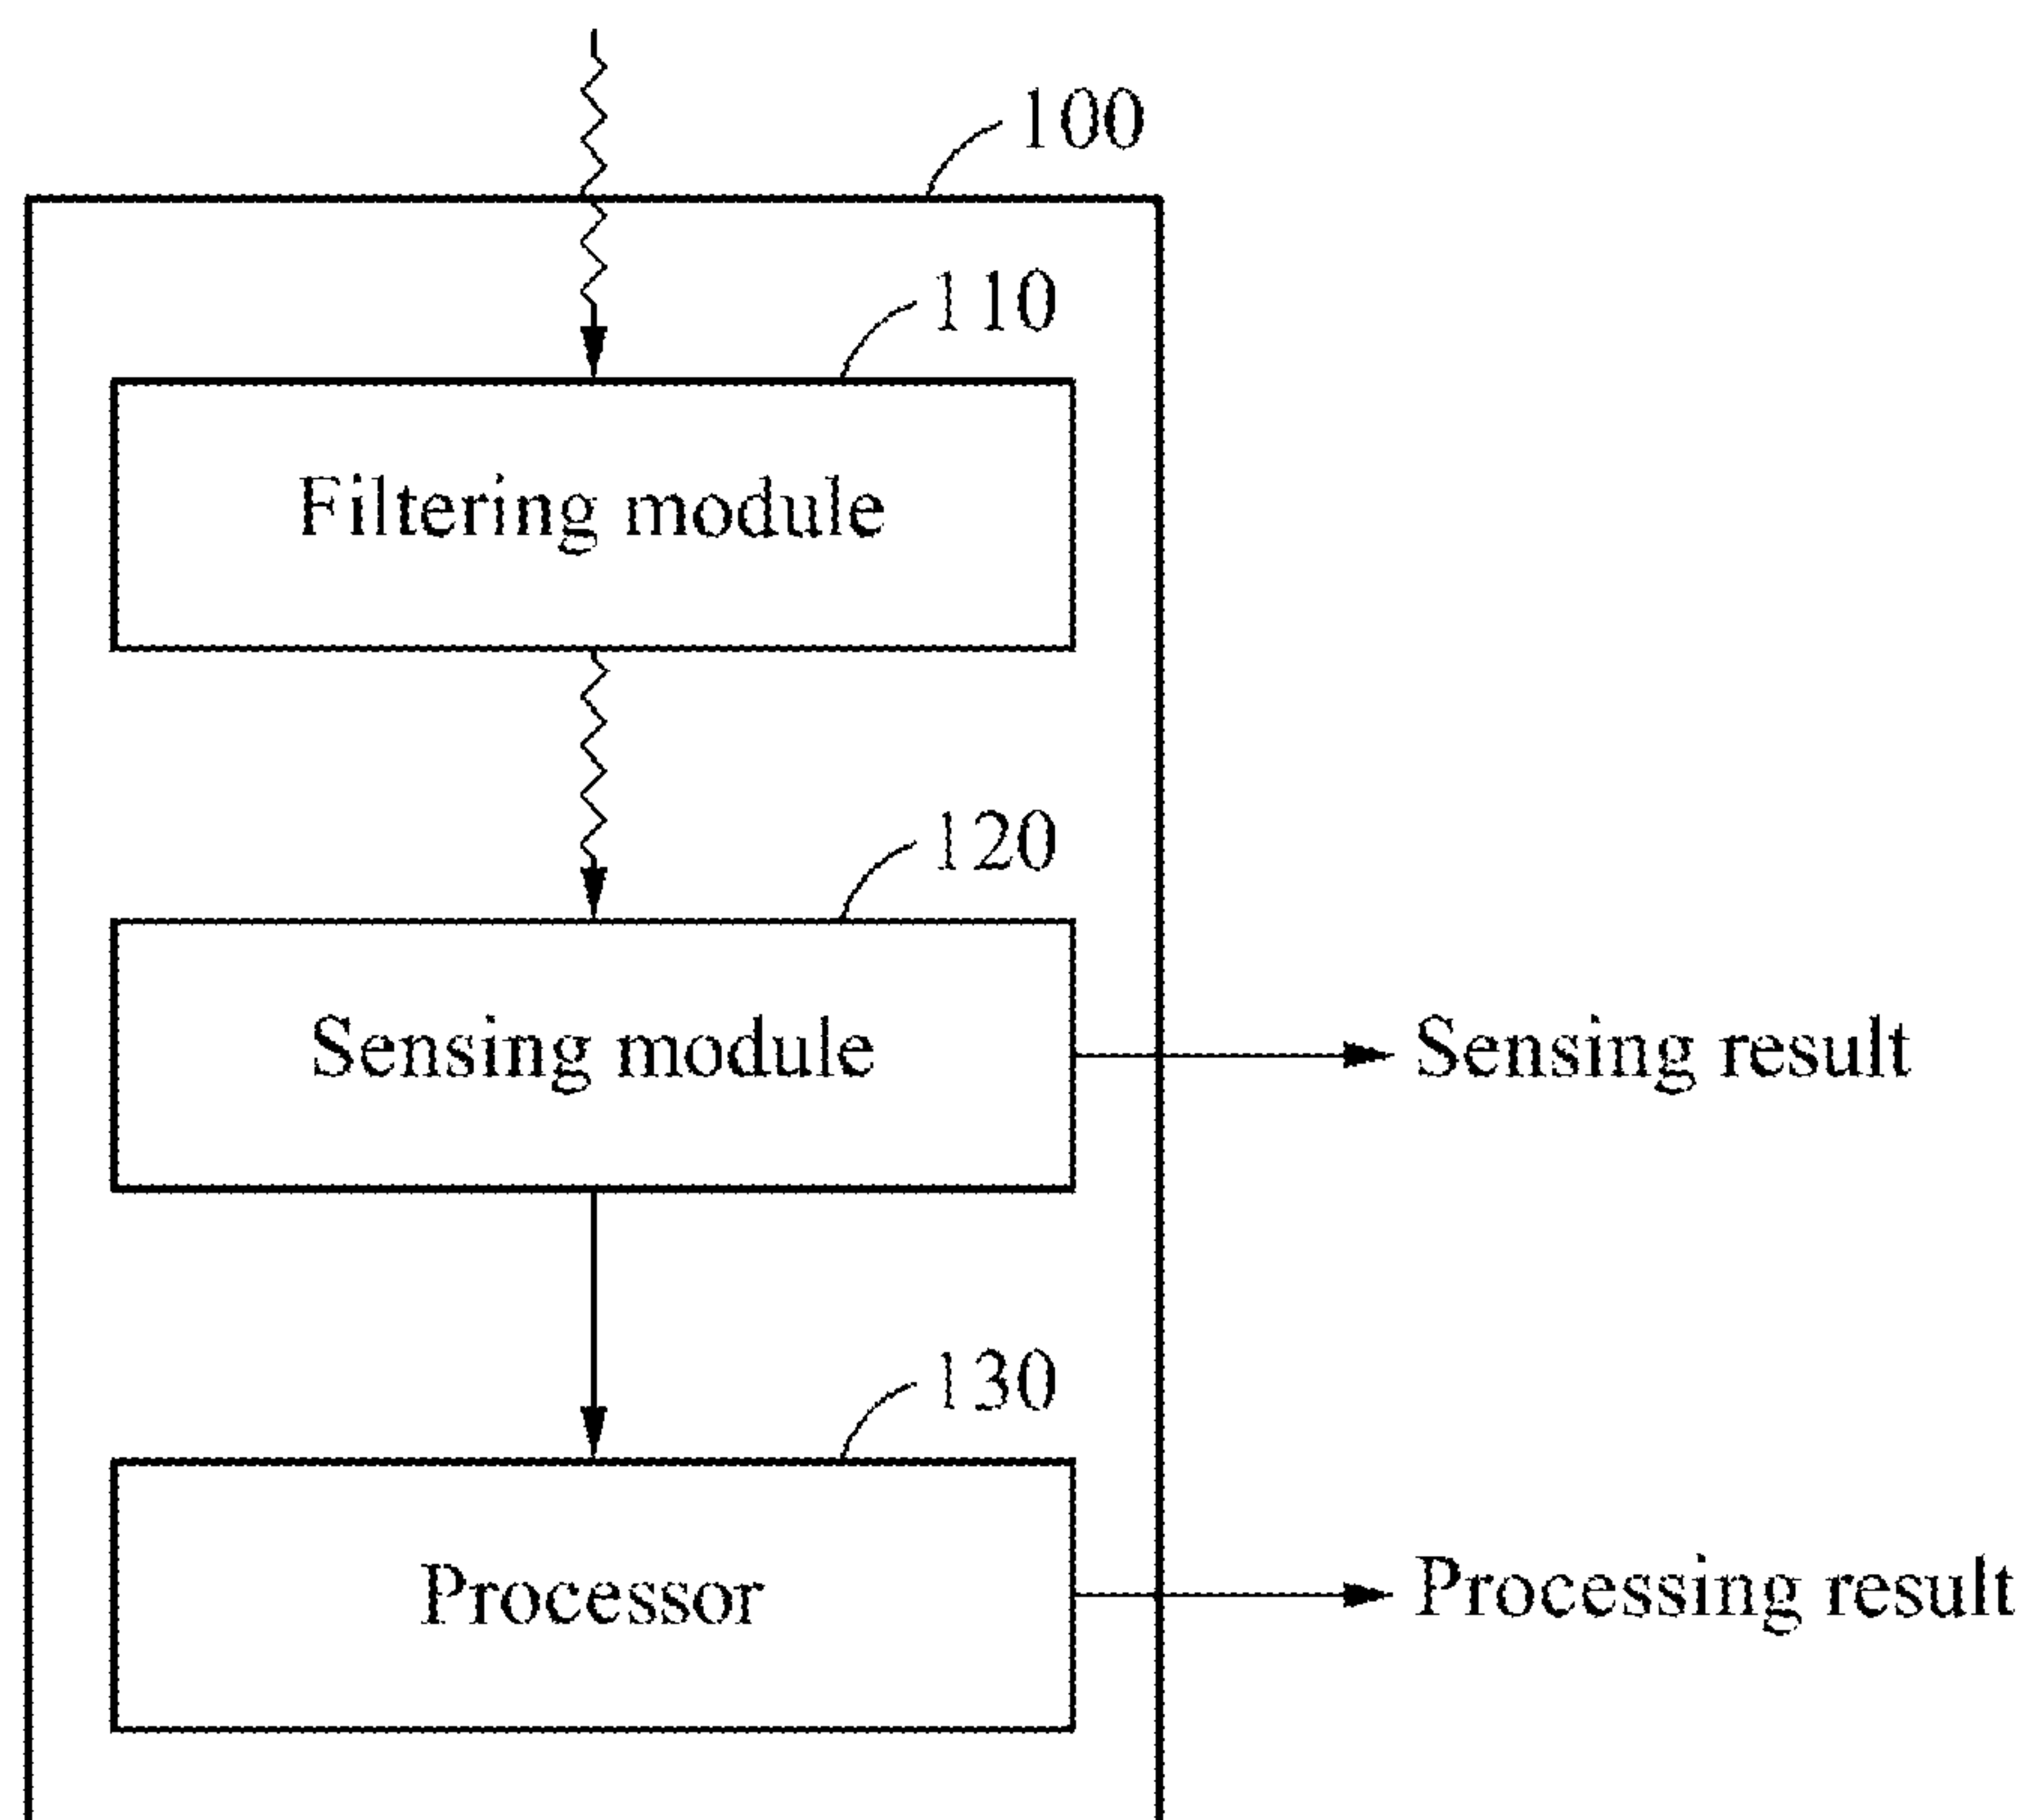 100
110
Filtering module
120
Sensing module
Sensing result
130
Processor
Processing result